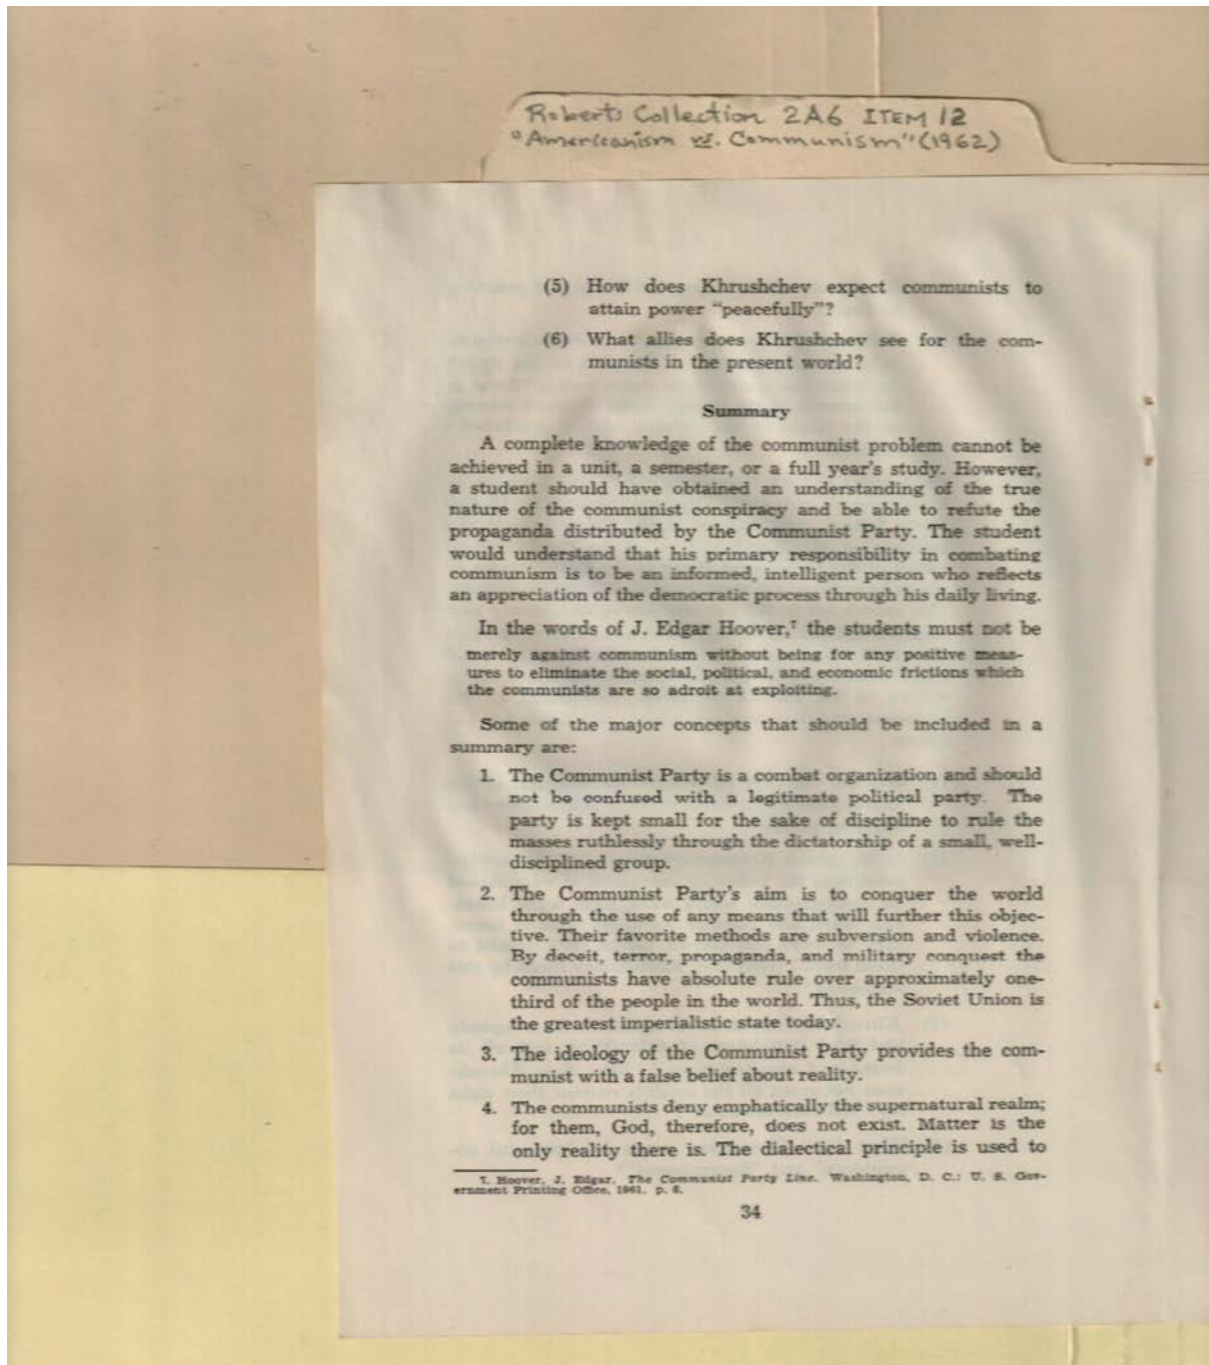 Roberts Collection 2A6 ITEM 12
"Americanism vs. Communism" (1962)
(5) How does Khrushchev expect communists to
attain power "peacefully"?
(6) What allies does Khrushchev see for the com-
munists in the present world?
Summary
A complete knowledge of the communist problem cannot be
achieved in a unit, a semester, or a full year's study. However,
a student should have obtained an understanding of the true
nature of the communist conspiracy and be able to refute the
propaganda distributed by the Communist Party. The student
would understand that his primary responsibility in combating
communism is to be an informed, intelligent person who reflects
an appreciation of the democratic process through his daily living.
In the words of J. Edgar Hoover,⁷ the students must not be
merely against communism without being for any positive meas-
ures to eliminate the social, political, and economic frictions which
the communists are so adroit at exploiting.
Some of the major concepts that should be included in a
summary are:
1. The Communist Party is a combat organization and should
not be confused with a legitimate political party. The
party is kept small for the sake of discipline to rule the
masses ruthlessly through the dictatorship of a small, well-
disciplined group.
2. The Communist Party's aim is to conquer the world
through the use of any means that will further this objec-
tive. Their favorite methods are subversion and violence.
By deceit, terror, propaganda, and military conquest the
communists have absolute rule over approximately one-
third of the people in the world. Thus, the Soviet Union is
the greatest imperialistic state today.
3. The ideology of the Communist Party provides the com-
munist with a false belief about reality.
4. The communists deny emphatically the supernatural realm;
for them, God, therefore, does not exist. Matter is the
only reality there is. The dialectical principle is used to
7. Hoover, J. Edgar. The Communist Party Line. Washington, D. C.: U. S. Gov-
ernment Printing Office, 1961. p. 6.
34